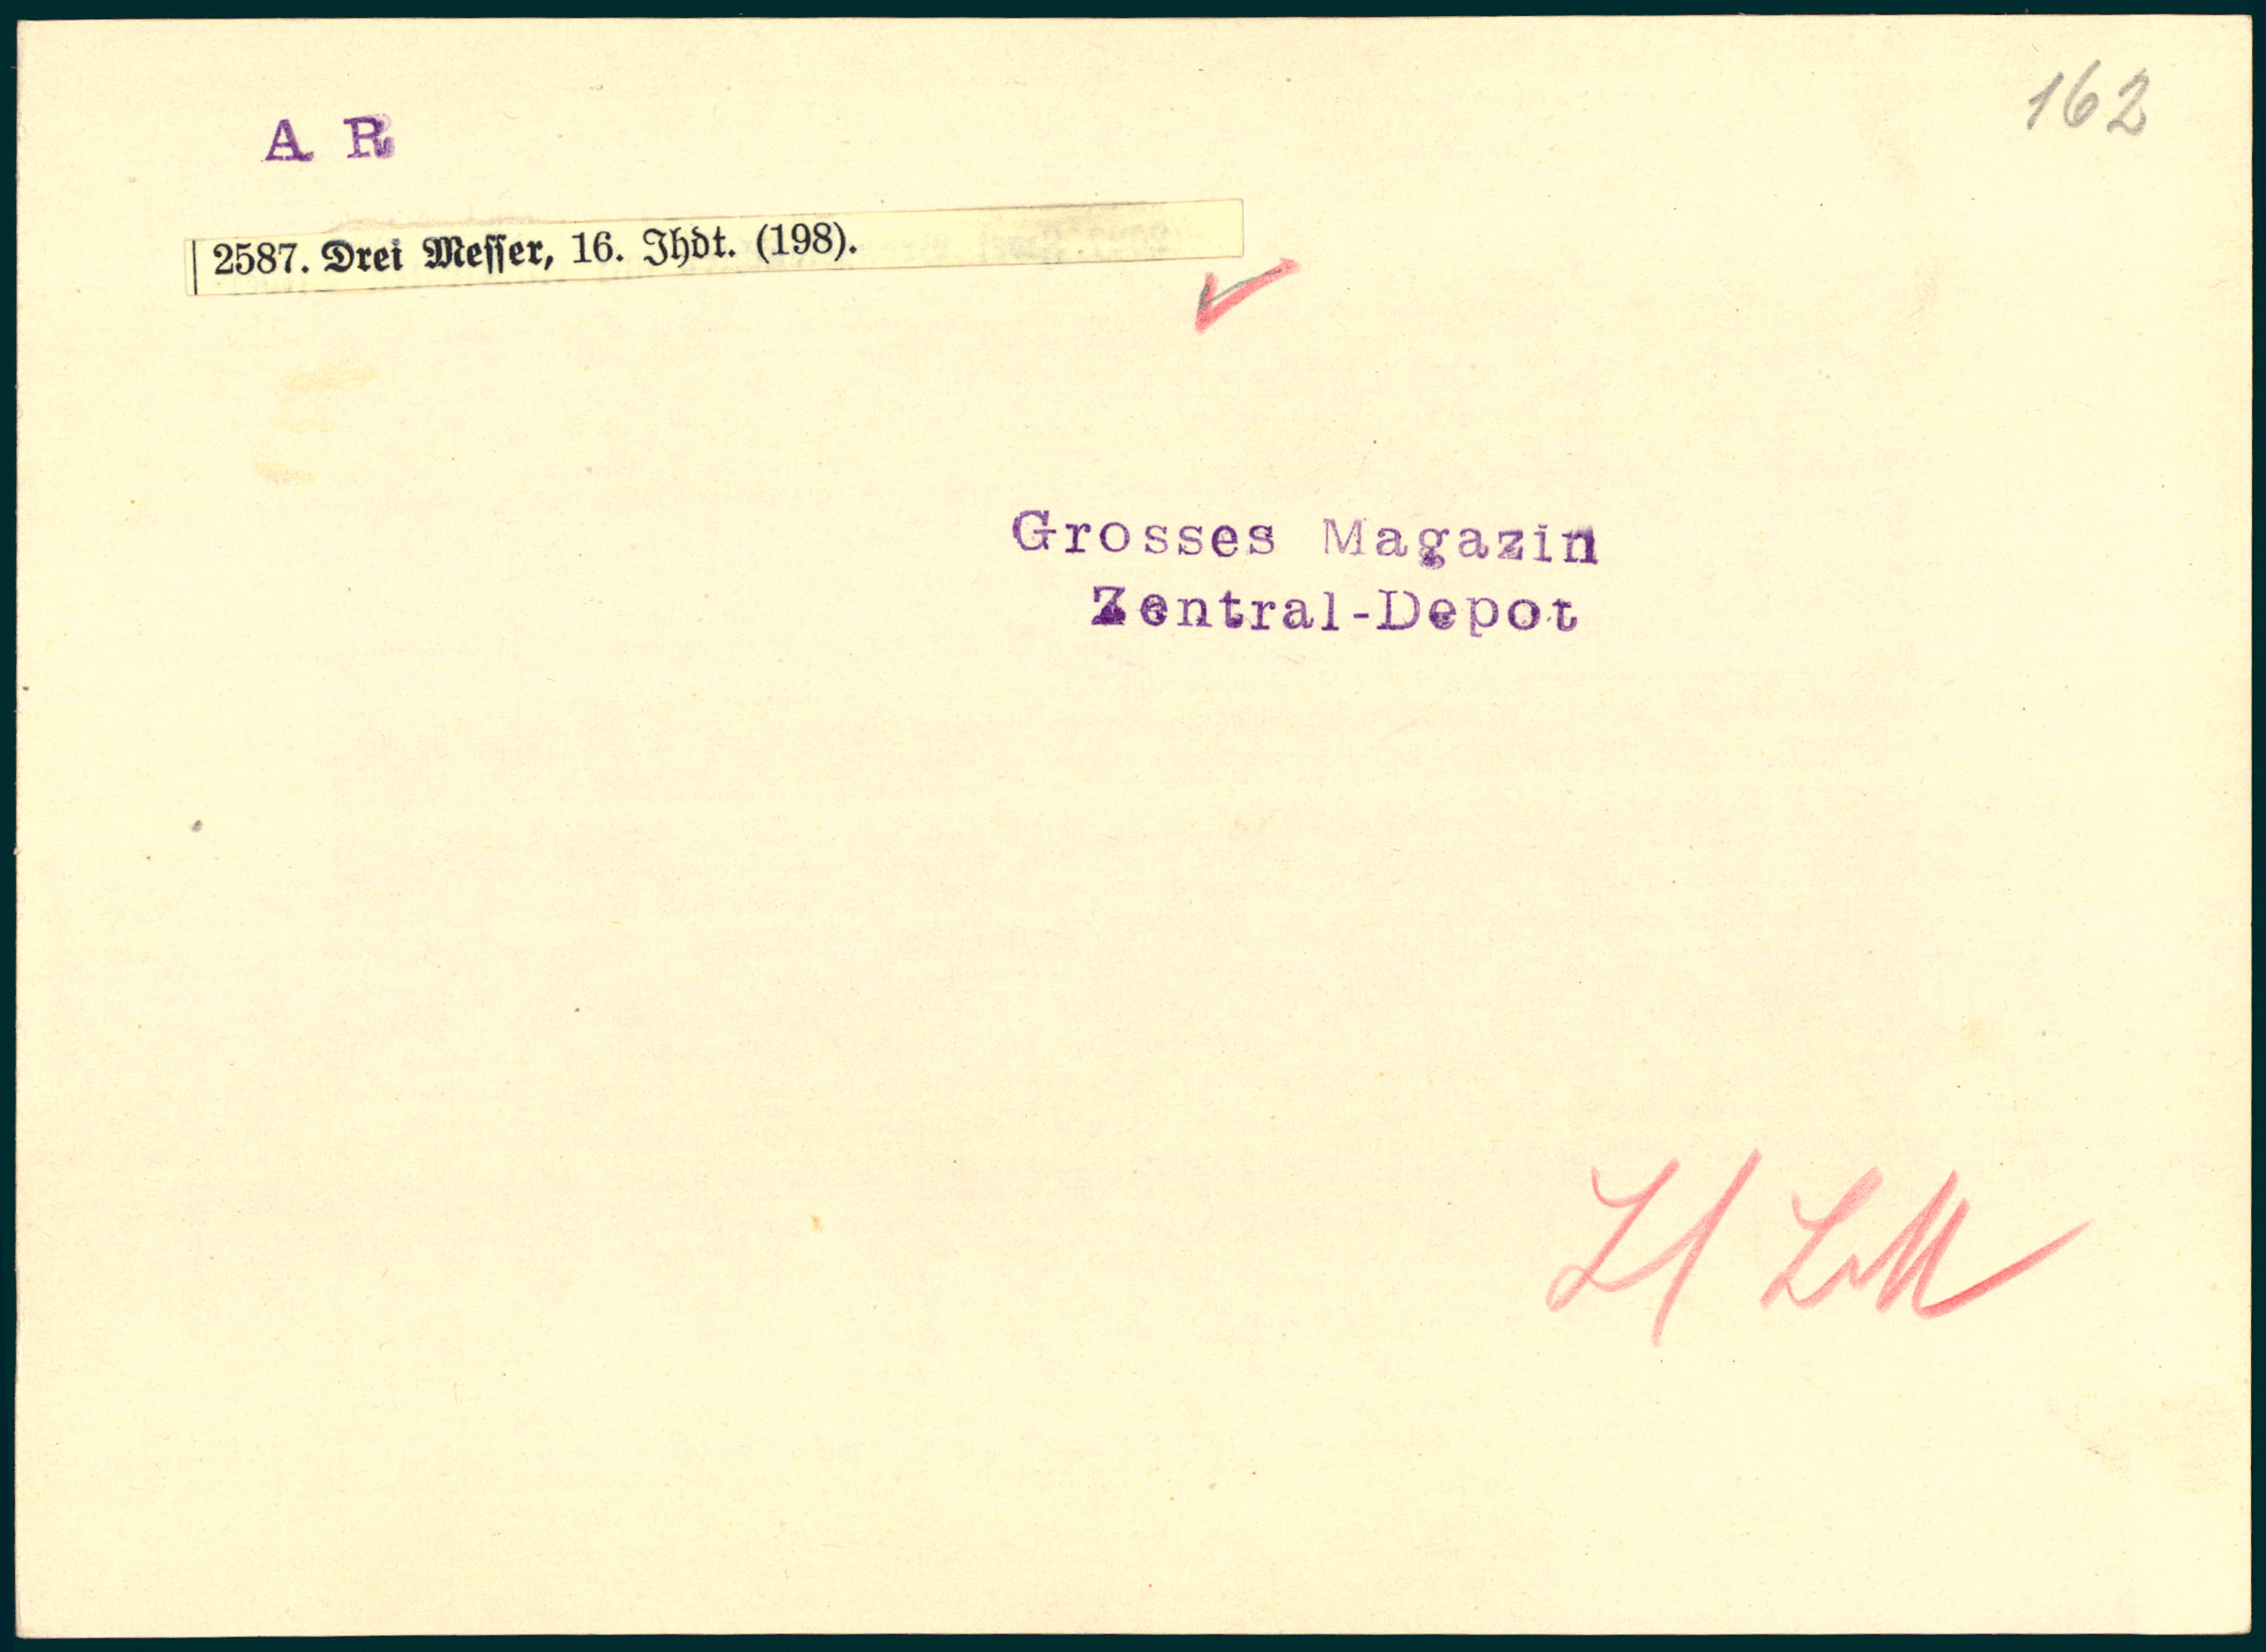 162
A R
2587. Drei Meſſer, 16. Jhdt. (198).
Grosses Magazin
Zentral-Depot